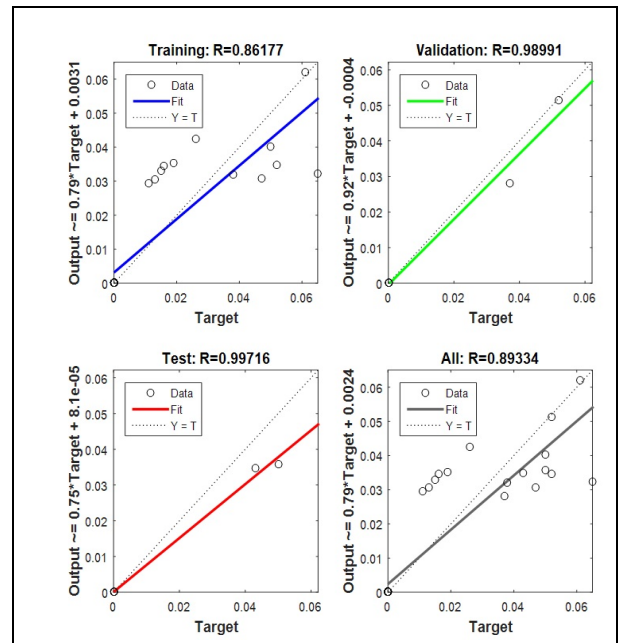 Training: R=0.86177
Output ~= 0.79*Target + 0.0031
0.06
0.05
0.04
0.03
0.02
0.01
0
Data
Fit
Y = T
0
0.02
0.04
0.06
Target
Validation: R=0.98991
Output ~= 0.92*Target + -0.0004
0.06
0.05
0.04
0.03
0.02
0.01
0
Data
Fit
Y = T
0
0.02
0.04
0.06
Target
Test: R=0.99716
Output ~= 0.75*Target + 8.1e-05
0.06
0.05
0.04
0.03
0.02
0.01
0
Data
Fit
Y = T
0
0.02
0.04
0.06
Target
All: R=0.89334
Output ~= 0.79*Target + 0.0024
0.06
0.05
0.04
0.03
0.02
0.01
0
Data
Fit
Y = T
0
0.02
0.04
0.06
Target